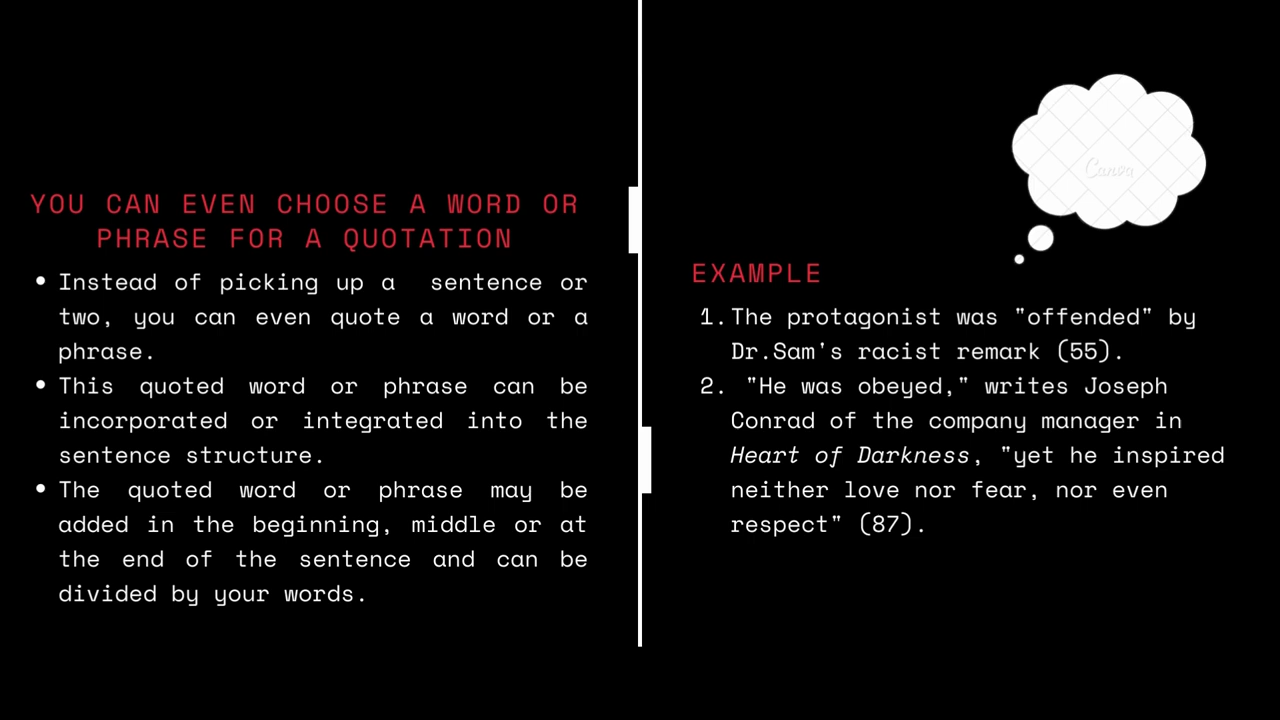 YOU CAN EVEN CHOOSE A WORD OR
PHRASE FOR A QUOTATION
• Instead of picking up a sentence or
two, you can even quote a word or a
phrase.
• This quoted word or phrase can be
incorporated or integrated into the
sentence structure.
• The quoted word or phrase may be
added in the beginning, middle or at
the end of the sentence and can be
divided by your words.
Canva
EXAMPLE
1. The protagonist was "offended" by
Dr.Sam's racist remark (55).
2. "He was obeyed," writes Joseph
Conrad of the company manager in
Heart of Darkness, "yet he inspired
neither love nor fear, nor even
respect" (87).